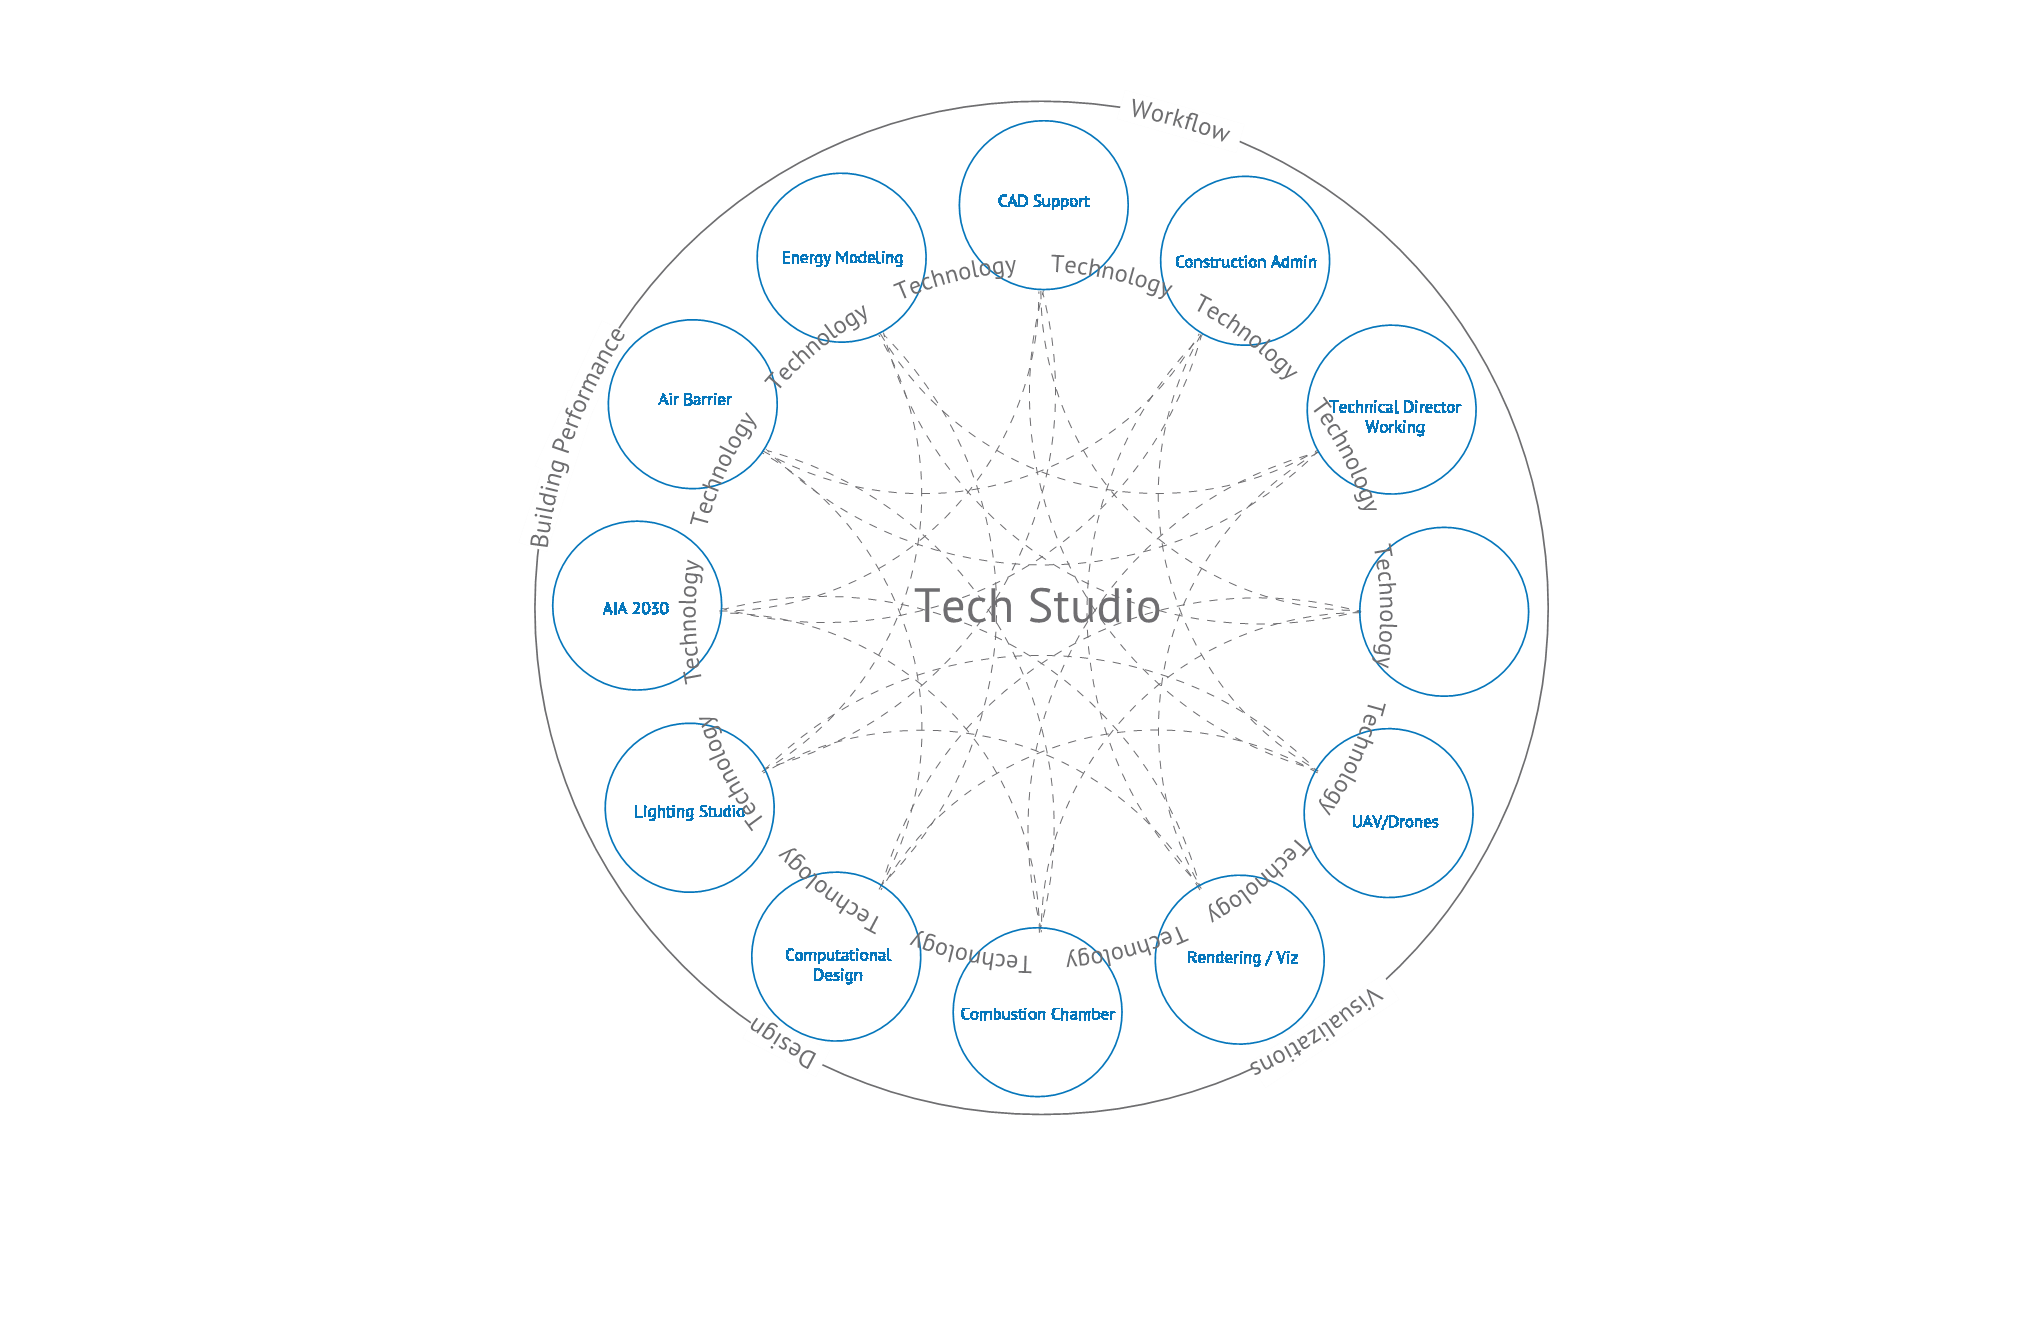 Workflow
CAD Support
Energy Modeling
Construction Admin
Technology
Technology
Technology
Technology
Building Performance
Air Barrier
Technical Director
Working
Technology
Technology
Technology
Technology
AIA 2030
Tech Studio
Technology
Technology
Lighting Studio
UAV/Drones
Technology
Technology
Technology
Technology
Computational
Design
Rendering / Viz
Combustion Chamber
Design
Visualizations